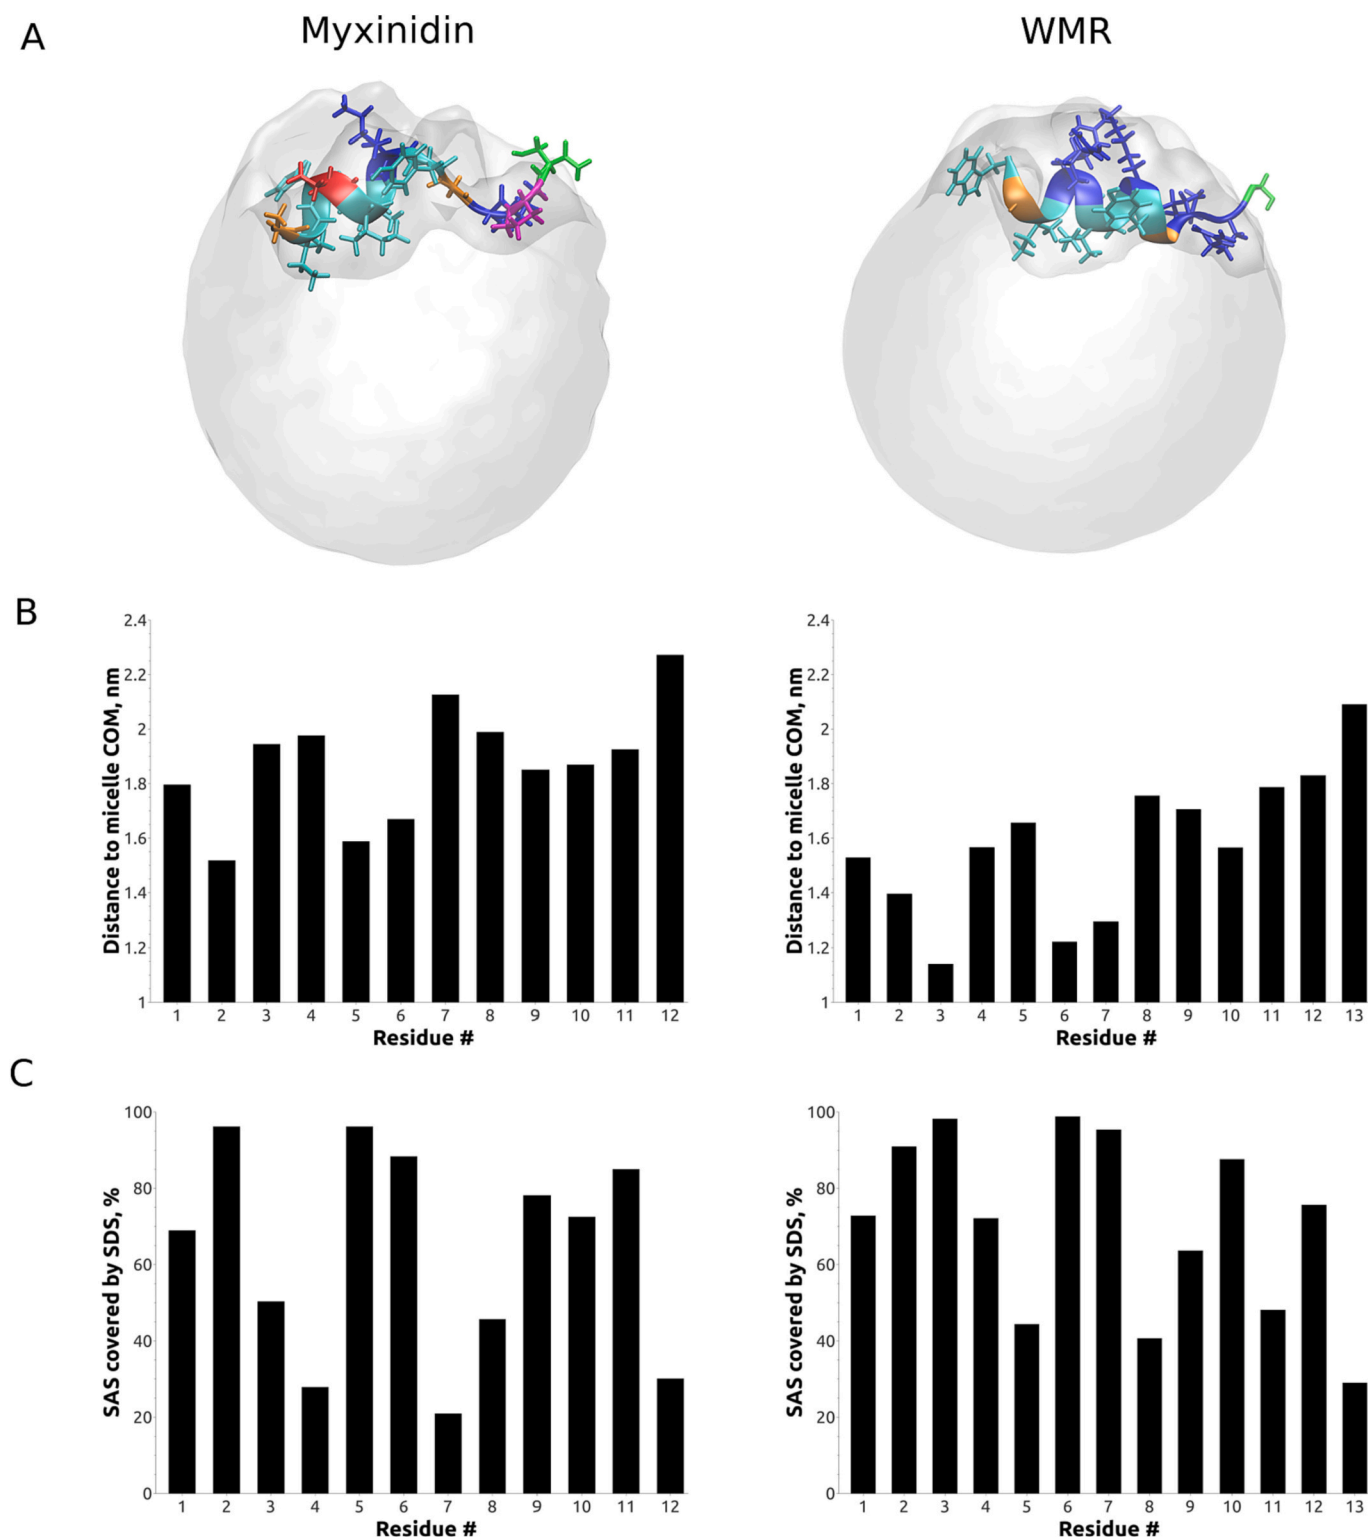 A
Myxinidin
WMR
B
Distance to micelle COM, nm
2.4
2.2
2
1.8
1.6
1.4
1.2
1
1 2 3 4 5 6 7 8 9 10 11 12
Residue #
Distance to micelle COM, nm
2.4
2.2
2
1.8
1.6
1.4
1.2
1
1 2 3 4 5 6 7 8 9 10 11 12 13
Residue #
C
SAS covered by SDS, %
100
80
60
40
20
0
1 2 3 4 5 6 7 8 9 10 11 12
Residue #
SAS covered by SDS, %
100
80
60
40
20
0
1 2 3 4 5 6 7 8 9 10 11 12 13
Residue #